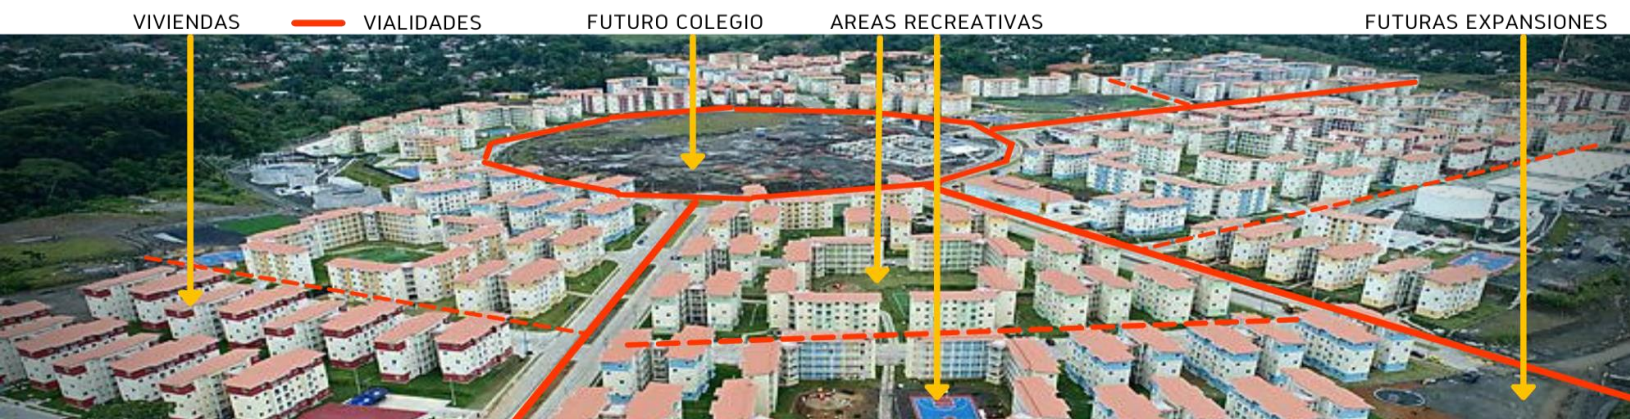 VIVIENDAS
VIALIDADES
FUTURO COLEGIO
AREAS RECREATIVAS
FUTURAS EXPANSIONES